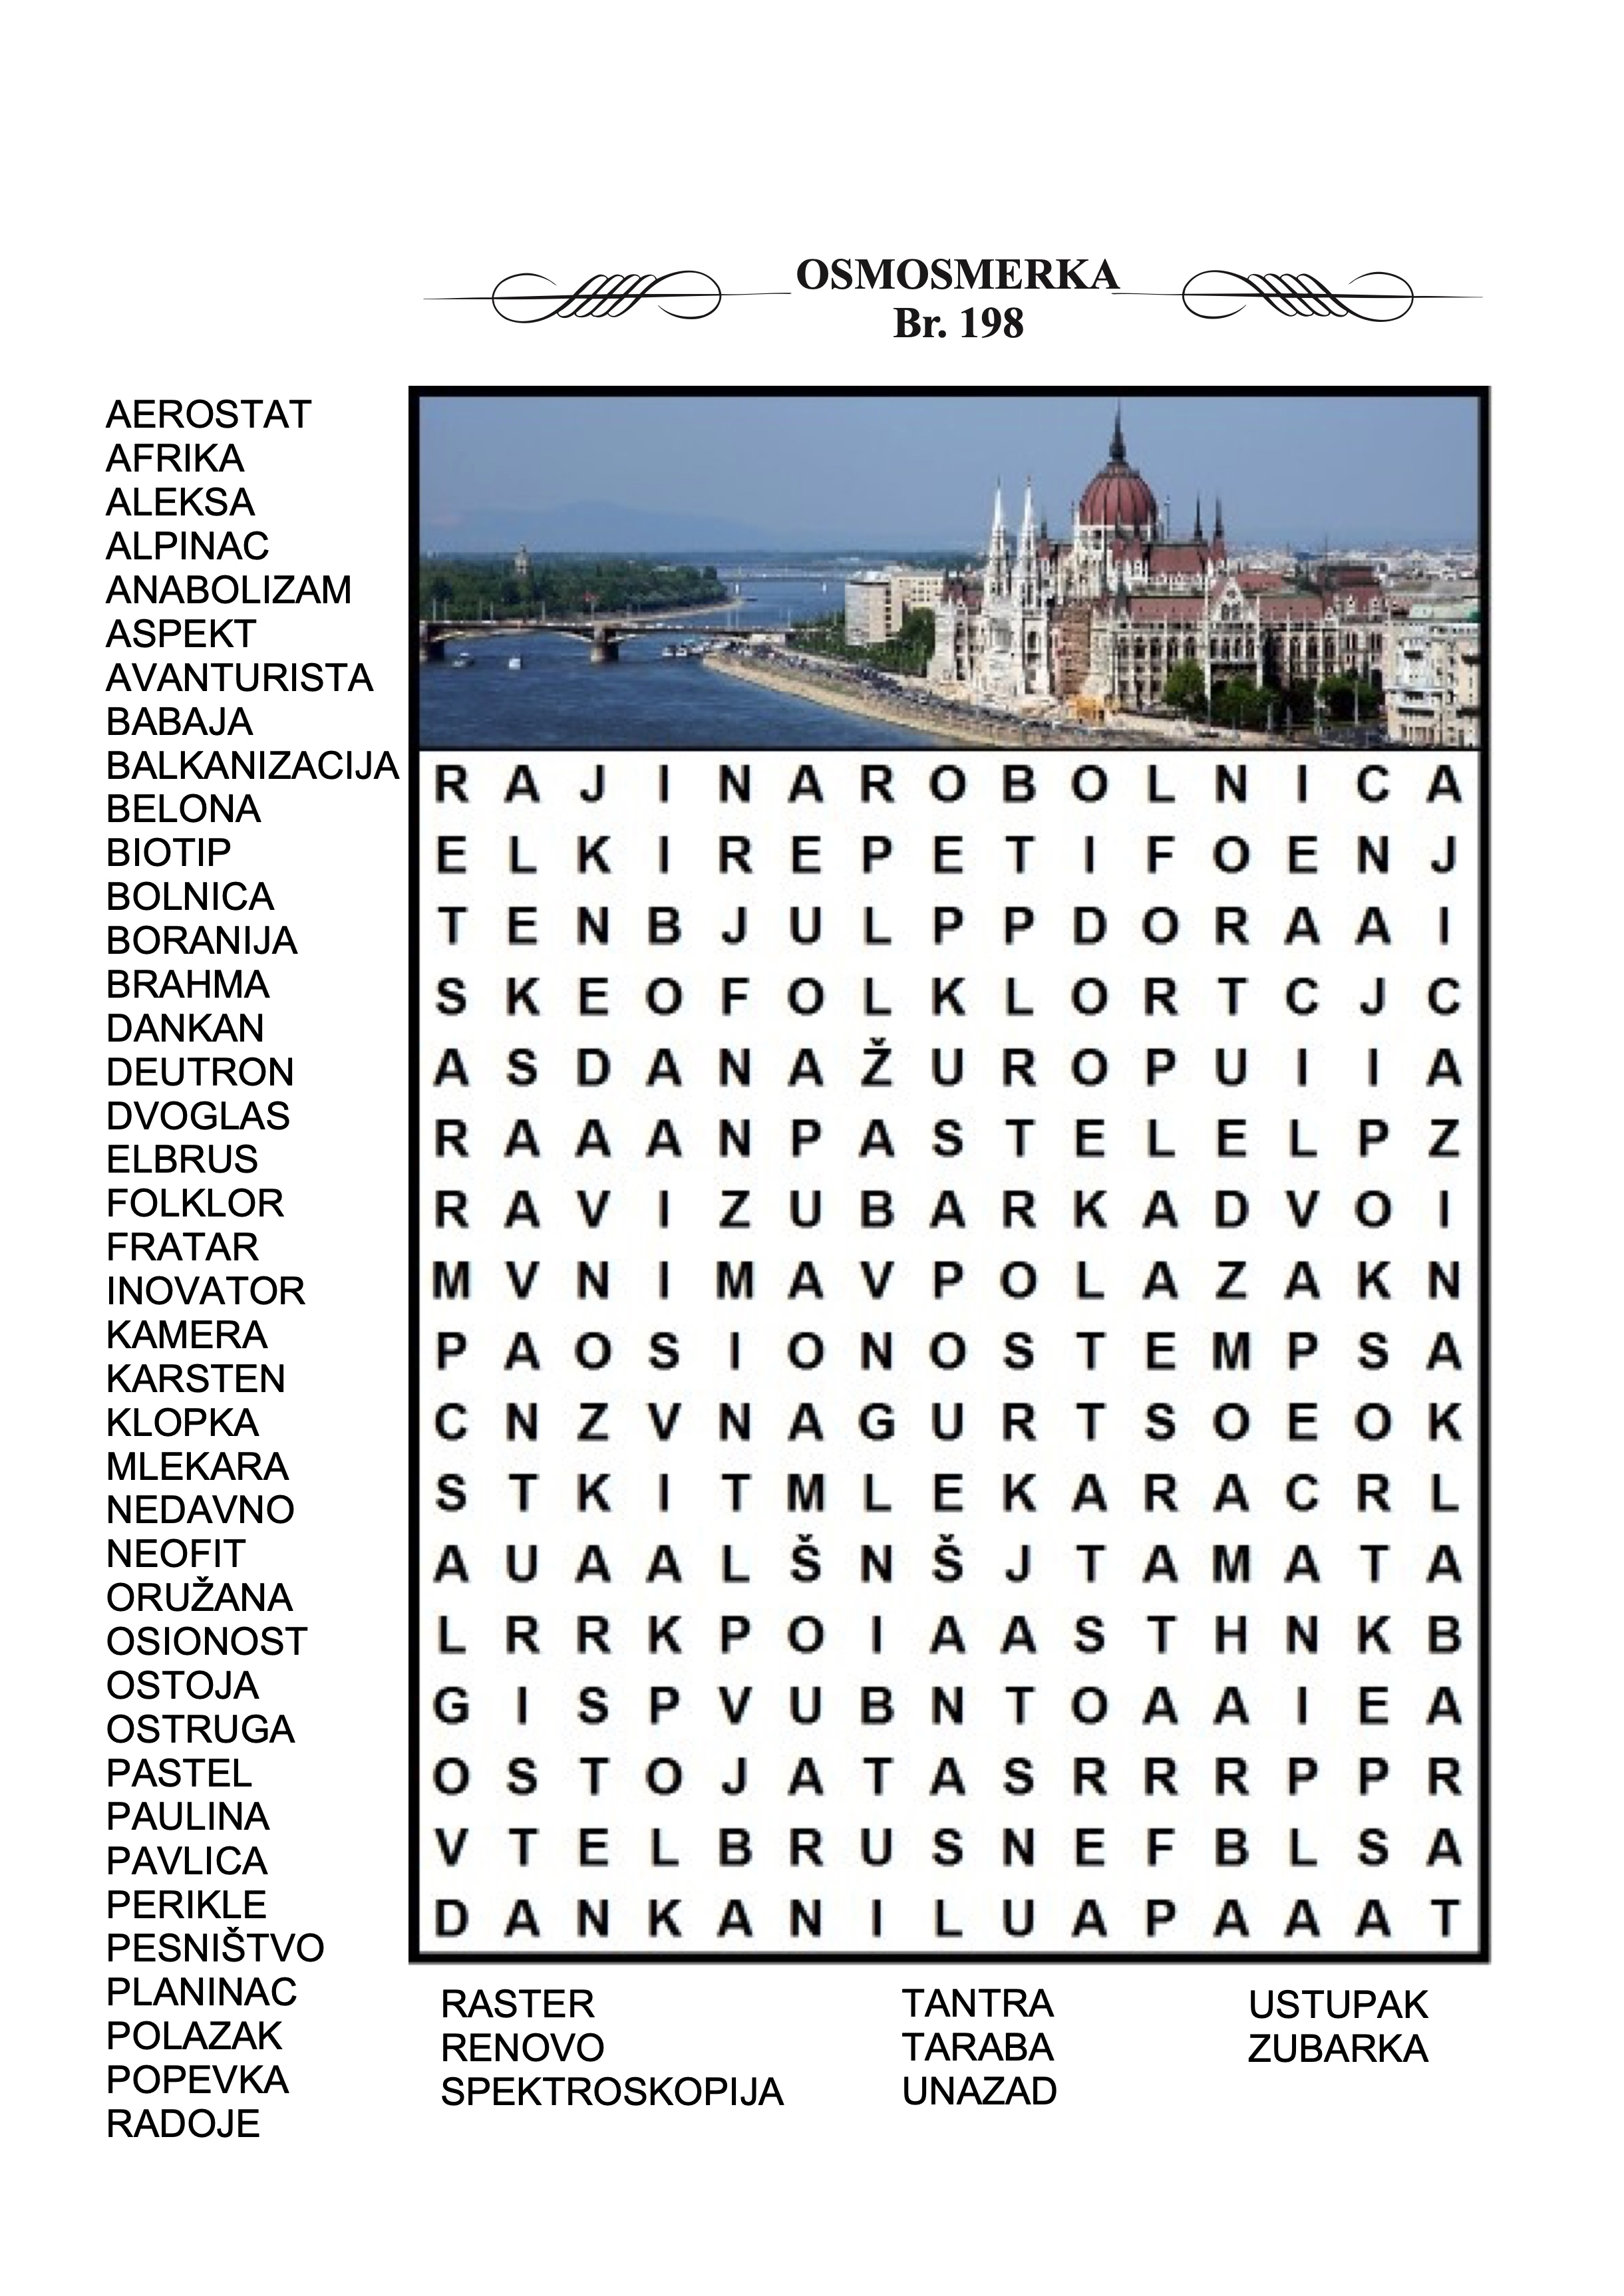 OSMOSMERKA
Br. 198
AEROSTAT
AFRIKA
ALEKSA
ALPINAC
ANABOLIZAM
ASPEKT
AVANTURISTA
BABAJA
BALKANIZACIJA
BELONA
BIOTIP
BOLNICA
BORANIJA
BRAHMA
DANKAN
DEUTRON
DVOGLAS
ELBRUS
FOLKLOR
FRATAR
INOVATOR
KAMERA
KARSTEN
KLOPKA
MLEKARA
NEDAVNO
NEOFIT
ORUŽANA
OSIONOST
OSTOJA
OSTRUGA
PASTEL
PAULINA
PAVLICA
PERIKLE
PESNIŠTVO
PLANINAC
POLAZAK
POPEVKA
RADOJE
R A J I N A R O B O L N I C A
E L K I R E P E T I F O E N J
T E N B J U L P P D O R A A I
S K E O F O L K L O R T C J C
A S D A N A Ž U R O P U I I A
R A A A N P A S T E L E L P Z
R A V I Z U B A R K A D V O I
M V N I M A V P O L A Z A K N
P A O S I O N O S T E M P S A
C N Z V N A G U R T S O E O K
S T K I T M L E K A R A C R L
A U A A L Š N Š J T A M A T A
L R R K P O I A A S T H N K B
G I S P V U B N T O A A I E A
O S T O J A T A S R R R P P R
V T E L B R U S N E F B L S A
D A N K A N I L U A P A A A T
RASTER
RENOVO
SPEKTROSKOPIJA
TANTRA
TARABA
UNAZAD
USTUPAK
ZUBARKA